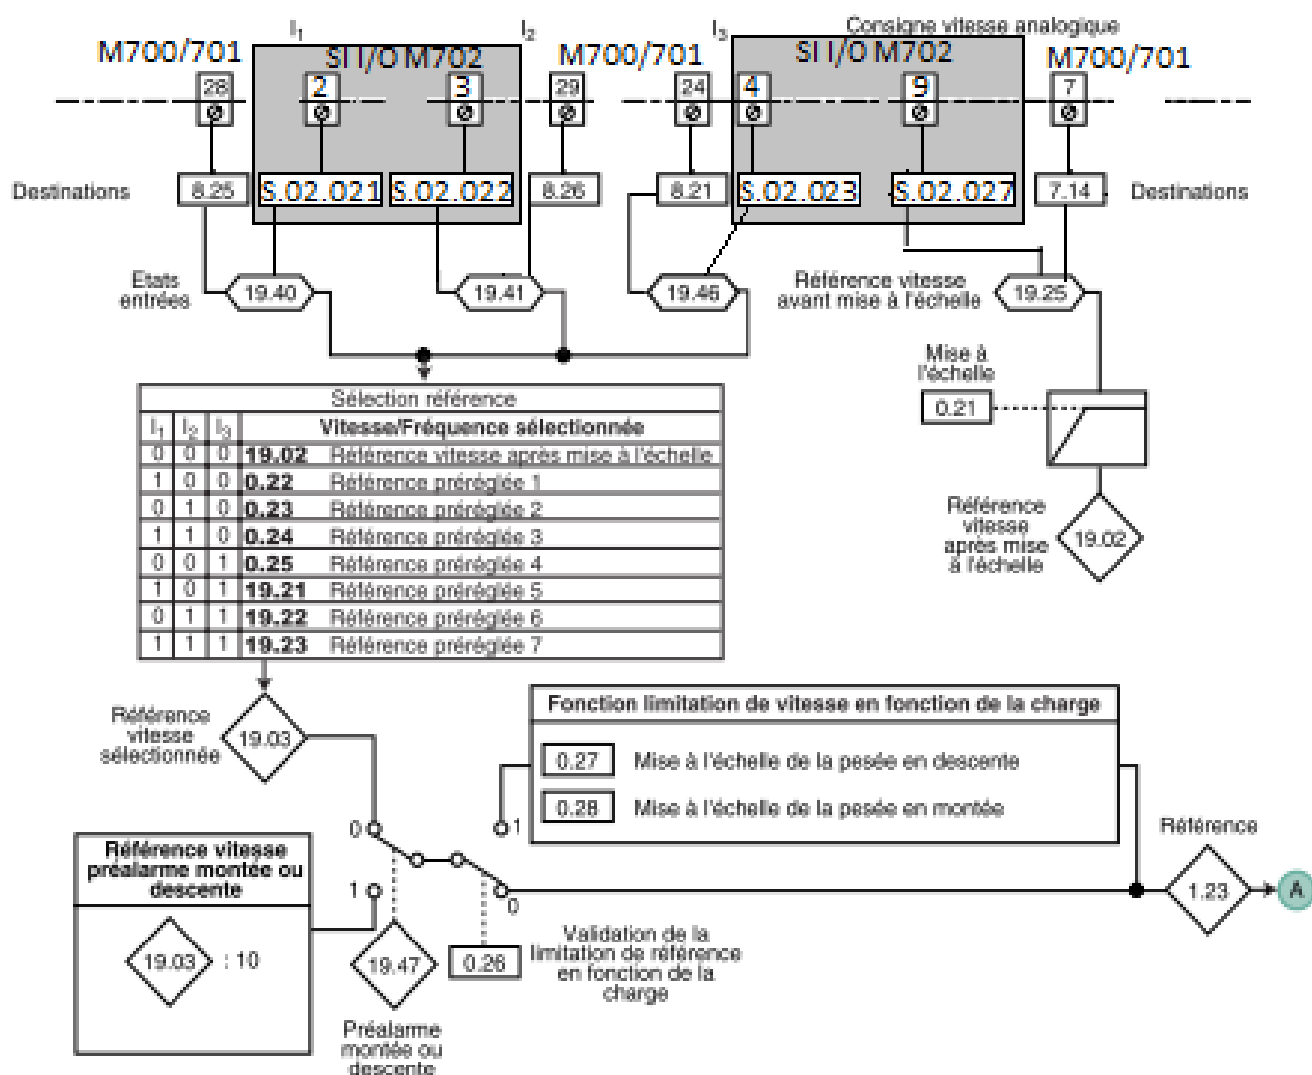 I1
I2
I3
Consigne vitesse analogique
M700/701
SI I/O M702
M700/701
SI I/O M702
M700/701
28
2
3
29
24
4
9
7
Destinations
8.25
S.02.021
S.02.022
8.26
8.21
S.02.023
S.02.027
7.14
Destinations
Etats
entrées
19.40
19.41
19.46
Référence vitesse
avant mise à l'échelle
19.25
Mise à
l'échelle
0.21
Sélection référence
I1 I2 I3 Vitesse/Fréquence sélectionnée
0 0 0 19.02 Référence vitesse après mise à l'échelle
1 0 0 0.22 Référence préréglée 1
0 1 0 0.23 Référence préréglée 2
1 1 0 0.24 Référence préréglée 3
0 0 1 0.25 Référence préréglée 4
1 0 1 19.21 Référence préréglée 5
0 1 1 19.22 Référence préréglée 6
1 1 1 19.23 Référence préréglée 7
Référence
vitesse
après mise
à l'échelle
19.02
Référence
vitesse
sélectionnée
19.03
Fonction limitation de vitesse en fonction de la charge
0.27 Mise à l'échelle de la pesée en descente
0.28 Mise à l'échelle de la pesée en montée
0
1
1
0
Référence vitesse
préalarme montée ou
descente
19.03 : 10
19.47
Préalarme
montée ou
descente
0.26
Validation de la
limitation de référence
en fonction de la
charge
Référence
1.23
A